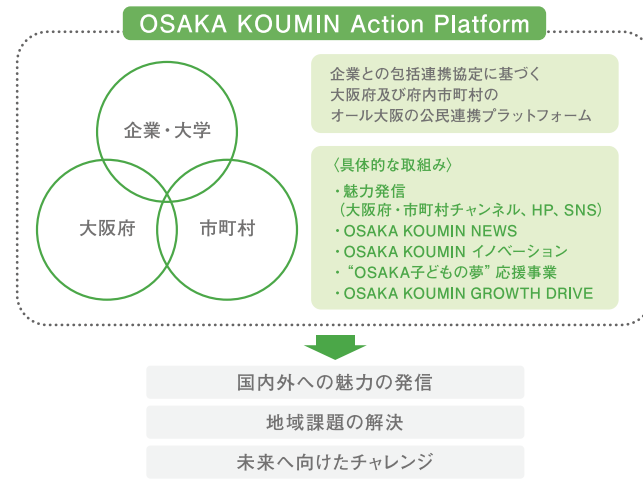 OSAKA KOUMIN Action Platform
企業・大学
大阪府
市町村
企業との包括連携協定に基づく
大阪府及び府内市町村の
オール大阪の公民連携プラットフォーム
〈具体的な取組み〉
・魅力発信
(大阪府・市町村チャンネル、HP、SNS)
・OSAKA KOUMIN NEWS
・OSAKA KOUMIN イノベーション
・“OSAKA子どもの夢” 応援事業
・OSAKA KOUMIN GROWTH DRIVE
国内外への魅力の発信
地域課題の解決
未来へ向けたチャレンジ